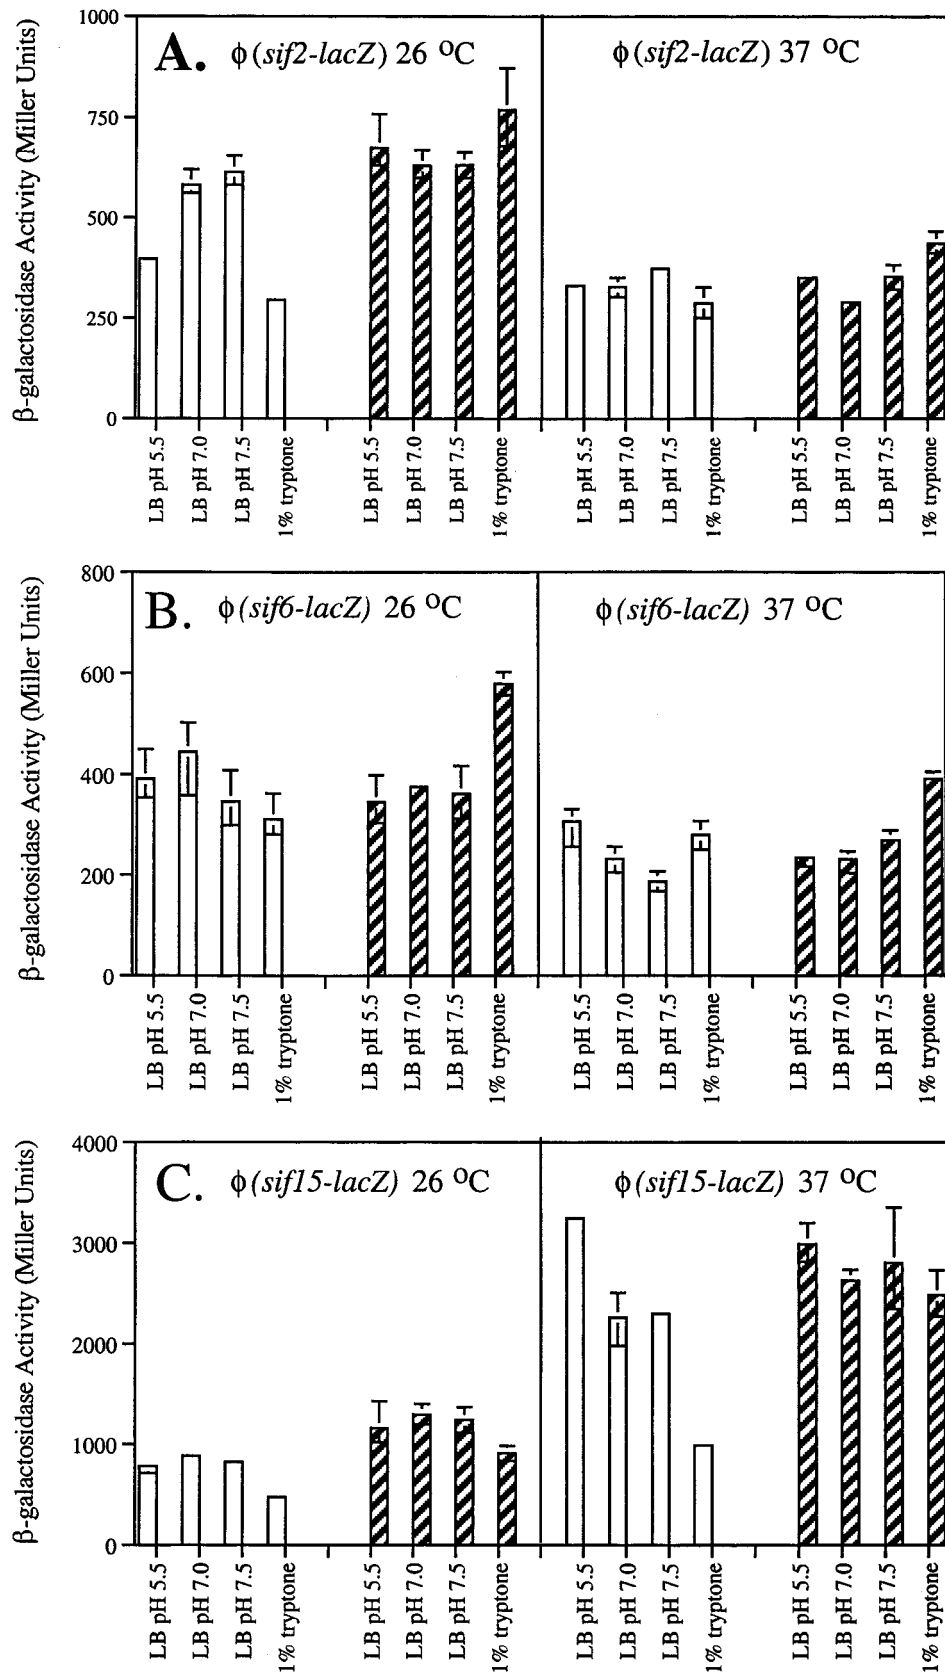 A. ϕ(sif2-lacZ) 26 °C
ϕ(sif2-lacZ) 37 °C
β-galactosidase Activity (Miller Units)
1000
750
500
250
0
LB pH 5.5
LB pH 7.0
LB pH 7.5
1% tryptone
LB pH 5.5
LB pH 7.0
LB pH 7.5
1% tryptone
LB pH 5.5
LB pH 7.0
LB pH 7.5
1% tryptone
LB pH 5.5
LB pH 7.0
LB pH 7.5
1% tryptone
B. ϕ(sif6-lacZ) 26 °C
ϕ(sif6-lacZ) 37 °C
β-galactosidase Activity (Miller Units)
800
600
400
200
0
LB pH 5.5
LB pH 7.0
LB pH 7.5
1% tryptone
LB pH 5.5
LB pH 7.0
LB pH 7.5
1% tryptone
LB pH 5.5
LB pH 7.0
LB pH 7.5
1% tryptone
LB pH 5.5
LB pH 7.0
LB pH 7.5
1% tryptone
C. ϕ(sif15-lacZ) 26 °C
ϕ(sif15-lacZ) 37 °C
β-galactosidase Activity (Miller Units)
4000
3000
2000
1000
0
LB pH 5.5
LB pH 7.0
LB pH 7.5
1% tryptone
LB pH 5.5
LB pH 7.0
LB pH 7.5
1% tryptone
LB pH 5.5
LB pH 7.0
LB pH 7.5
1% tryptone
LB pH 5.5
LB pH 7.0
LB pH 7.5
1% tryptone